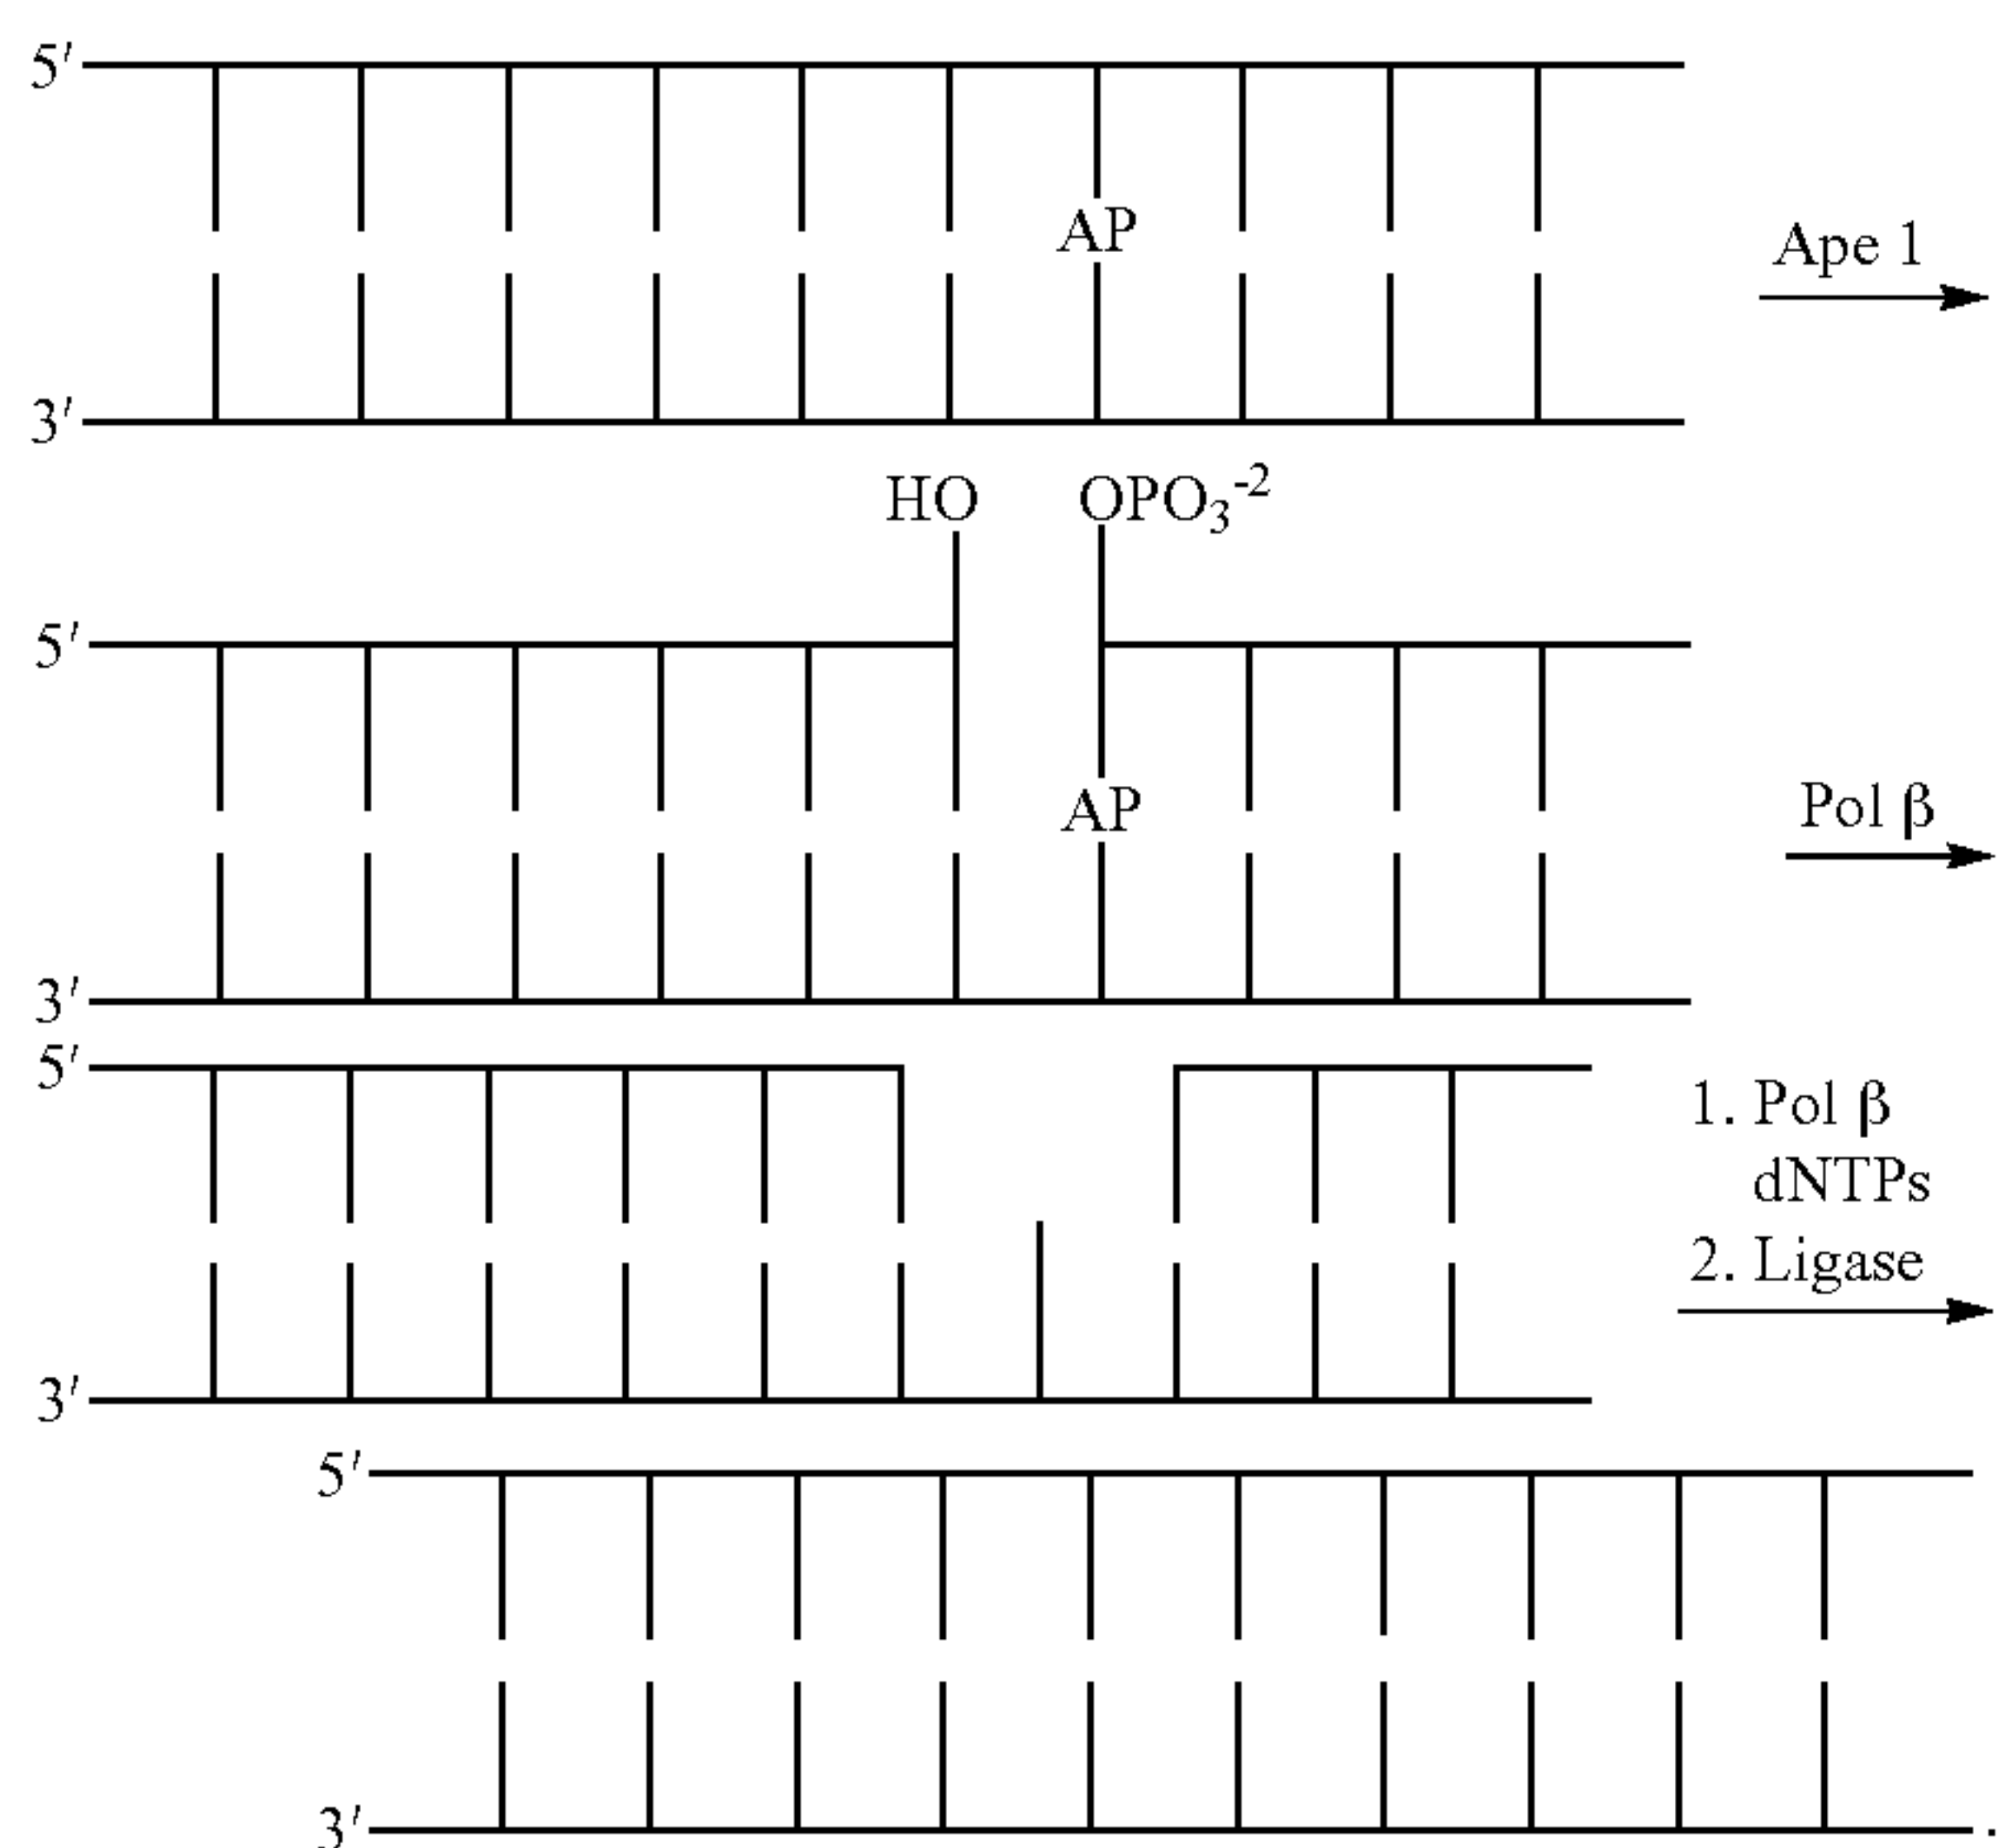 5′
AP
Ape 1
3′
HO OPO₃⁻²
5′
AP
Pol β
3′
5′
1. Pol β
dNTPs
2. Ligase
3′
5′
3′
.